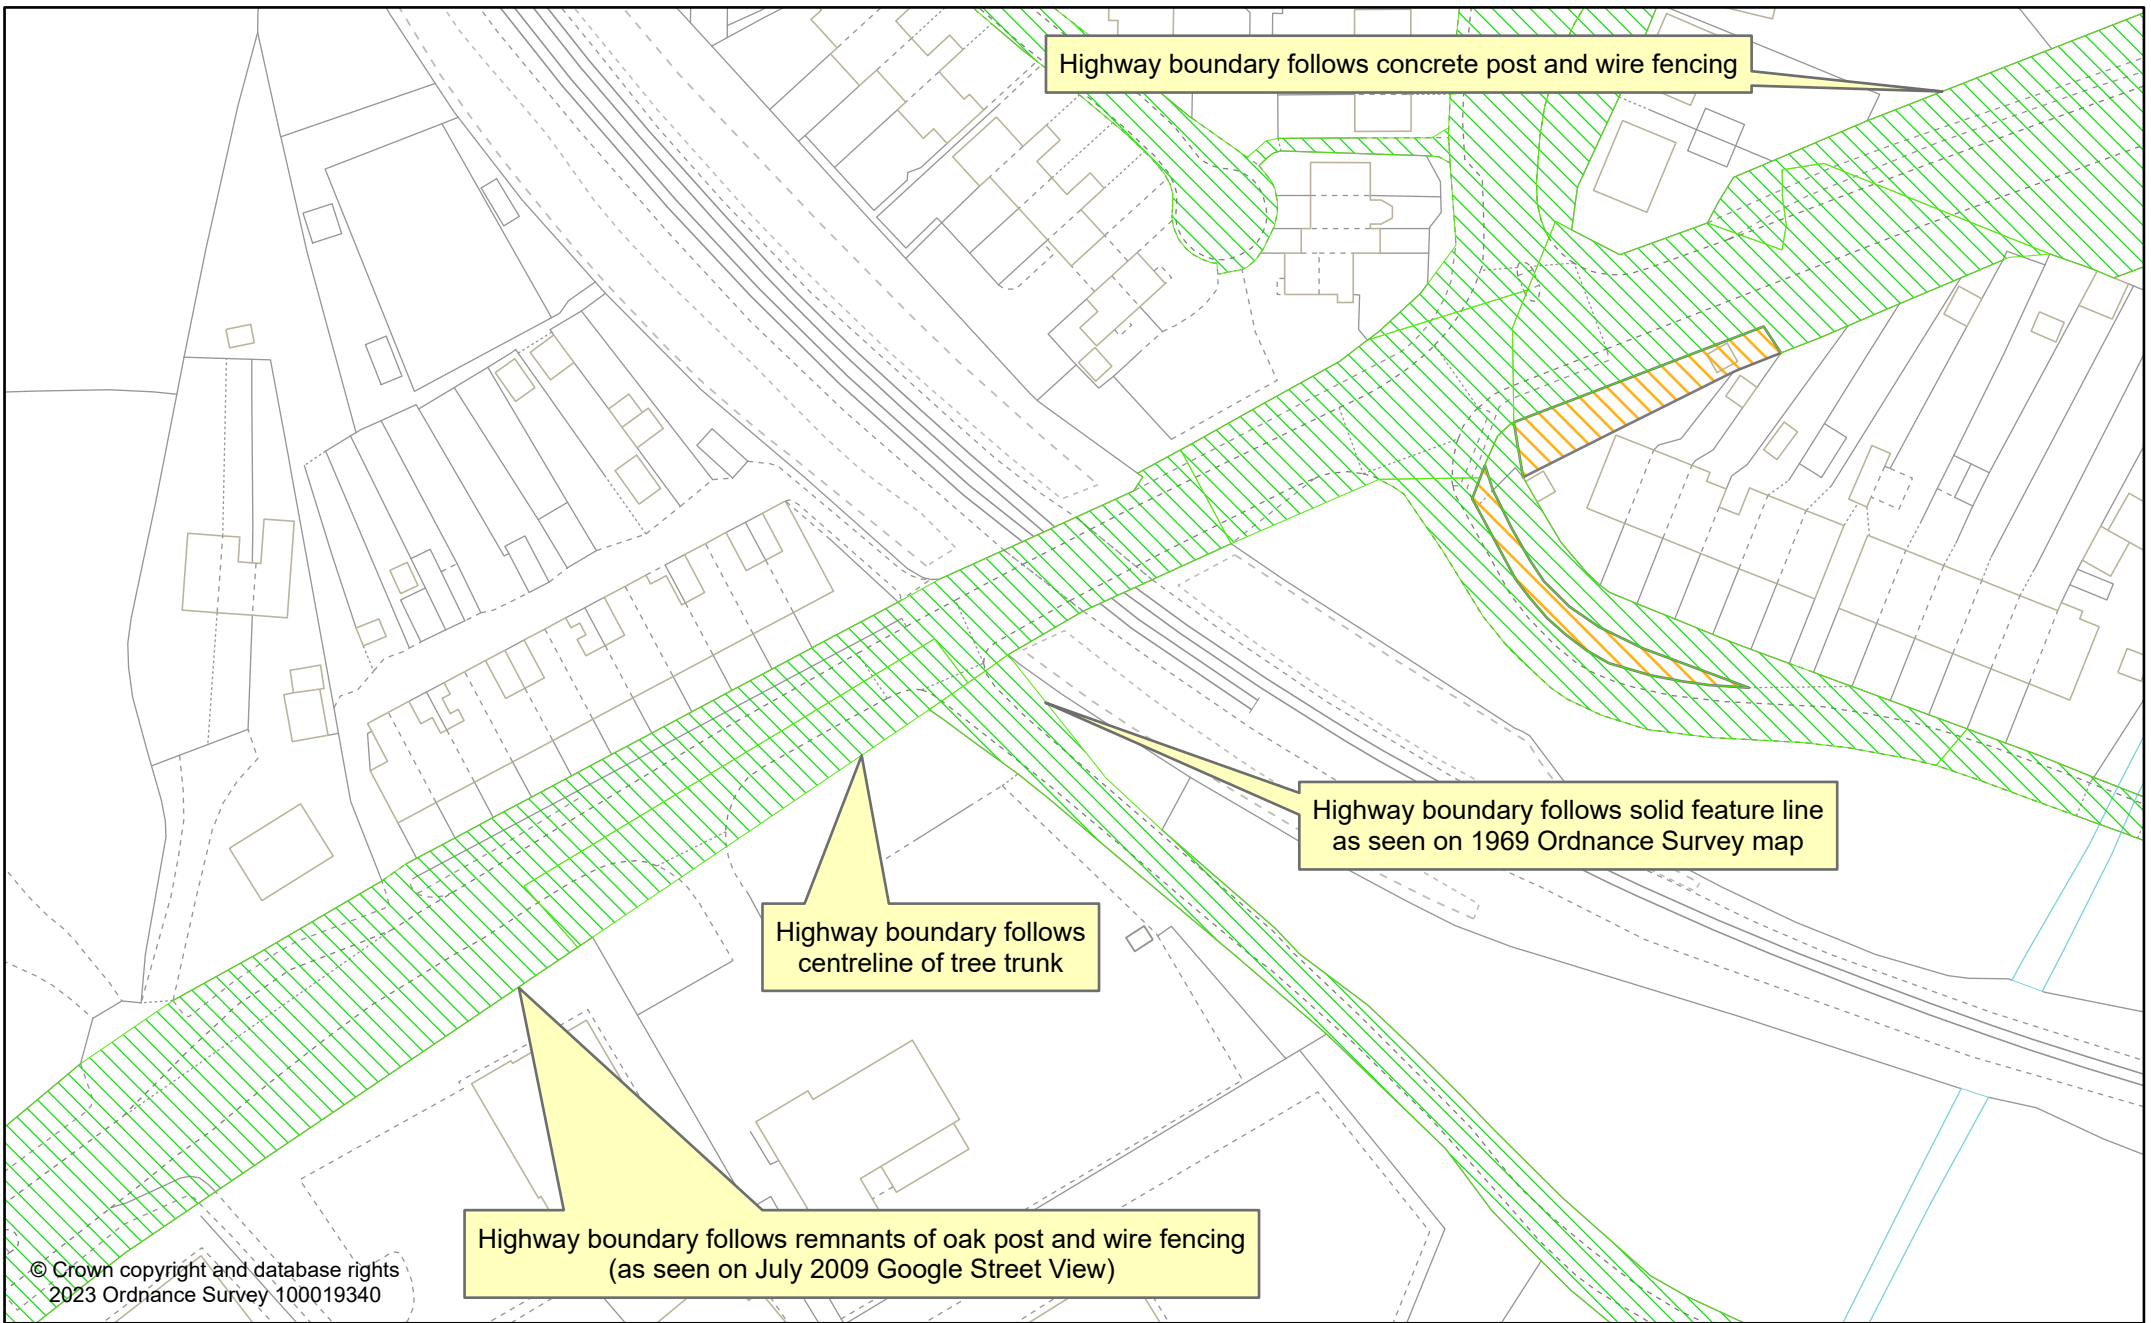 Highway boundary follows concrete post and wire fencing
Highway boundary follows solid feature line
as seen on 1969 Ordnance Survey map
Highway boundary follows
centreline of tree trunk
Highway boundary follows remnants of oak post and wire fencing
(as seen on July 2009 Google Street View)
© Crown copyright and database rights
2023 Ordnance Survey 100019340